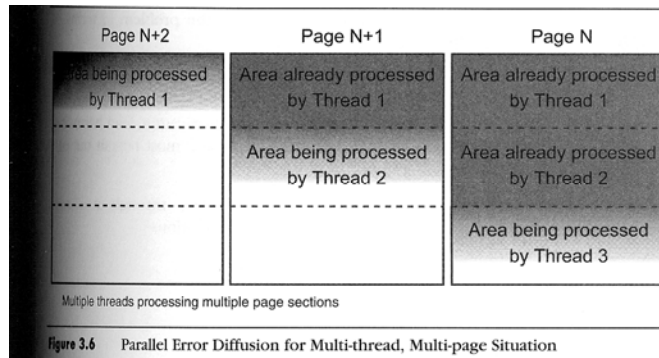 Page N+2
Page N+1
Page N
Area being processed
by Thread 1
Area already processed
by Thread 1
Area being processed
by Thread 2
Area already processed
by Thread 1
Area already processed
by Thread 2
Area being processed
by Thread 3
Multiple threads processing multiple page sections
Figure 3.6 Parallel Error Diffusion for Multi-thread, Multi-page Situation